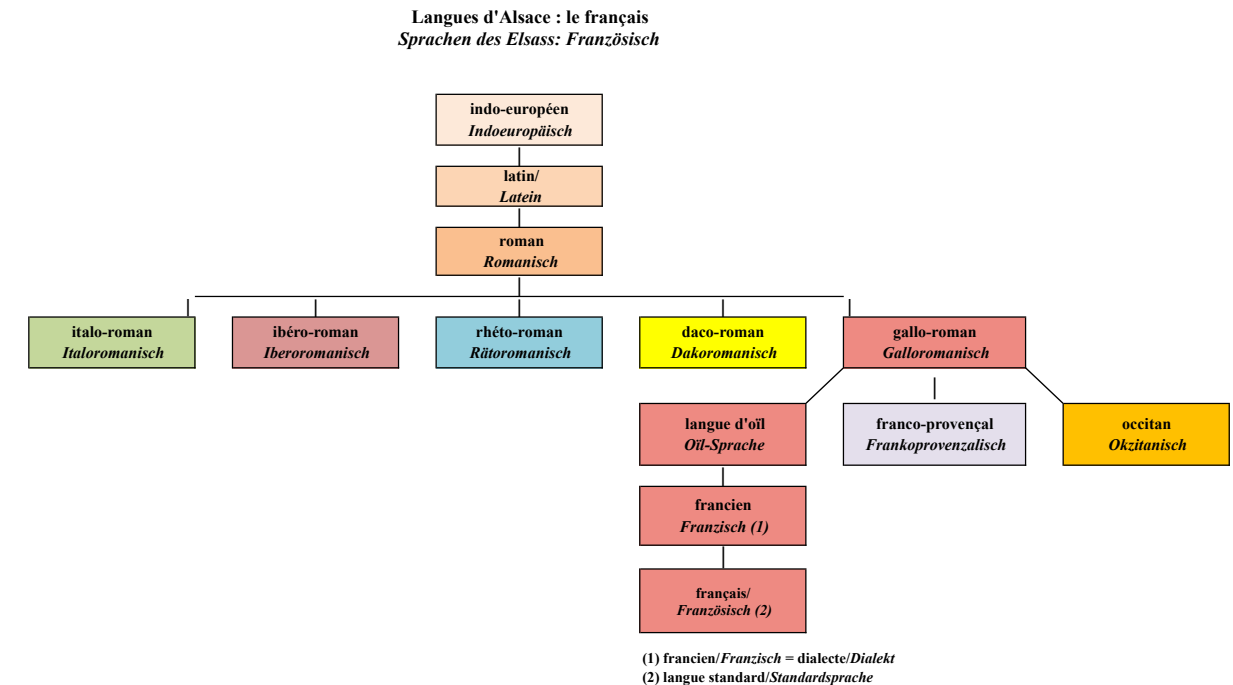 Langues d'Alsace : le français
Sprachen des Elsass: Französisch
indo-européen
Indoeuropäisch
latin/
Latein
roman
Romanisch
italo-roman
Italoromanisch
ibéro-roman
Iberoromanisch
rhéto-roman
Rätoromanisch
daco-roman
Dakoromanisch
gallo-roman
Galloromanisch
langue d'oïl
Oïl-Sprache
franco-provençal
Frankoprovenzalisch
occitan
Okzitanisch
francien
Franzisch (1)
français/
Französisch (2)
(1) francien/Franzisch = dialecte/Dialekt
(2) langue standard/Standardsprache